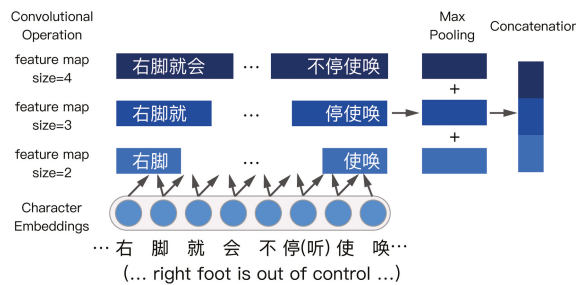 Convolutional Operation
Max Pooling
Concatenatior
feature map size=4
右脚就会 … 不停使唤
+
feature map size=3
右脚就 … 停使唤
+
feature map size=2
右脚 … 使唤
Character Embeddings
… 右 脚 就 会 不 停(听) 使 唤…
(… right foot is out of control …)